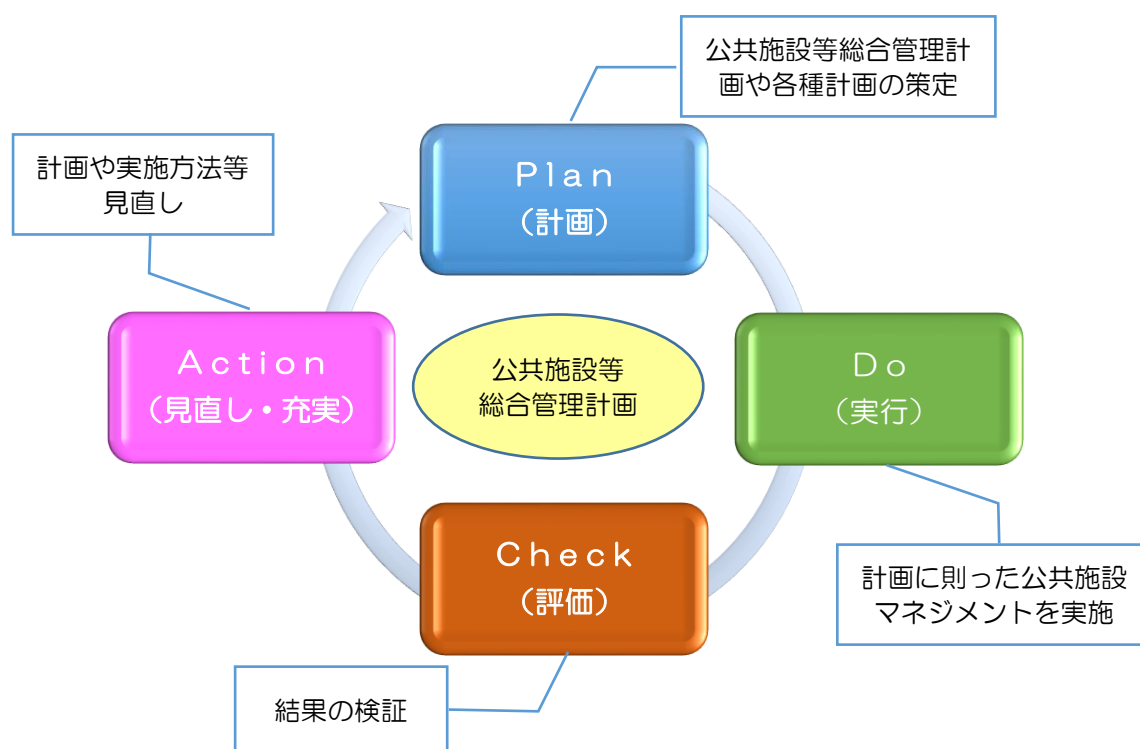 公共施設等総合管理計
画や各種計画の策定
Plan
（計画）
計画や実施方法等
見直し
Action
（見直し・充実）
公共施設等
総合管理計画
Do
（実行）
Check
（評価）
計画に則った公共施設
マネジメントを実施
結果の検証